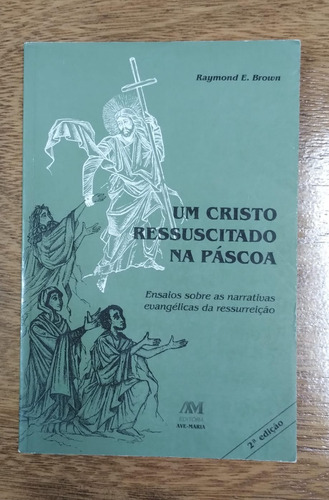 Raymond E. Brown
UM CRISTO
RESSUSCITADO
NA PÁSCOA
Ensaios sobre as narrativas
evangélicas da ressurreição
AM
EDITORA
AVE-MARIA
2ª edição